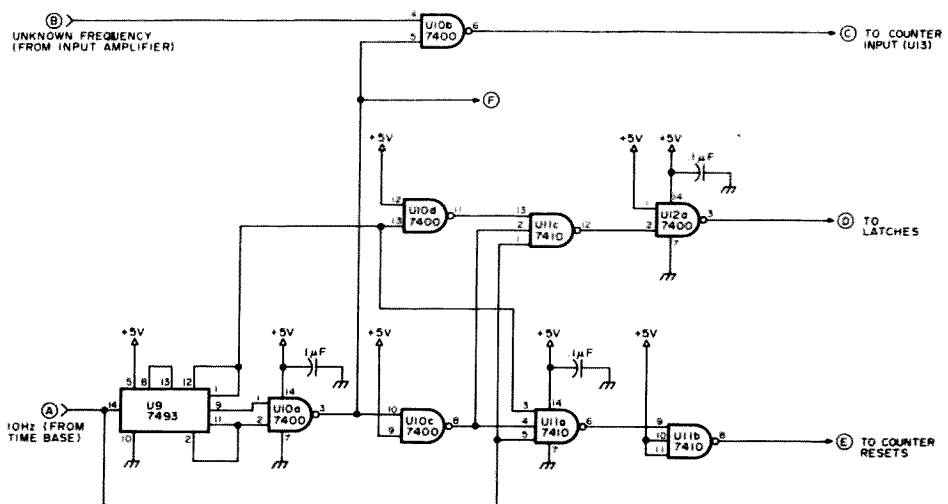 B
UNKNOWN FREQUENCY
(FROM INPUT AMPLIFIER)
4
5
U10b
7400
6
C
TO COUNTER
INPUT (U13)
F
+5V
12
13
U10d
7400
11
13
2
1
U11c
7410
12
+5V
+5V
.1µF
14
1
2
U12a
7400
3
7
D
TO
LATCHES
+5V
5
8
13
12
1
9
11
14
U9
7493
10
2
A
10Hz (FROM
TIME BASE)
+5V
.1µF
14
1
2
U10a
7400
3
7
+5V
10
9
U10c
7400
8
+5V
.1µF
14
3
4
5
U11a
7410
6
7
+5V
9
10
11
U11b
7410
8
E
TO COUNTER
RESETS